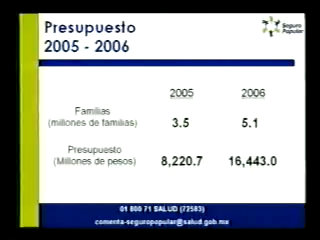 Presupuesto
2005 - 2006
Seguro
Popular
2005 2006
Familias
(millones de familias) 3.5 5.1
Presupuesto
(Millones de pesos) 8,220.7 16,443.0
01 800 71 SALUD (72583)
comenta-seguropopular@salud.gob.mx